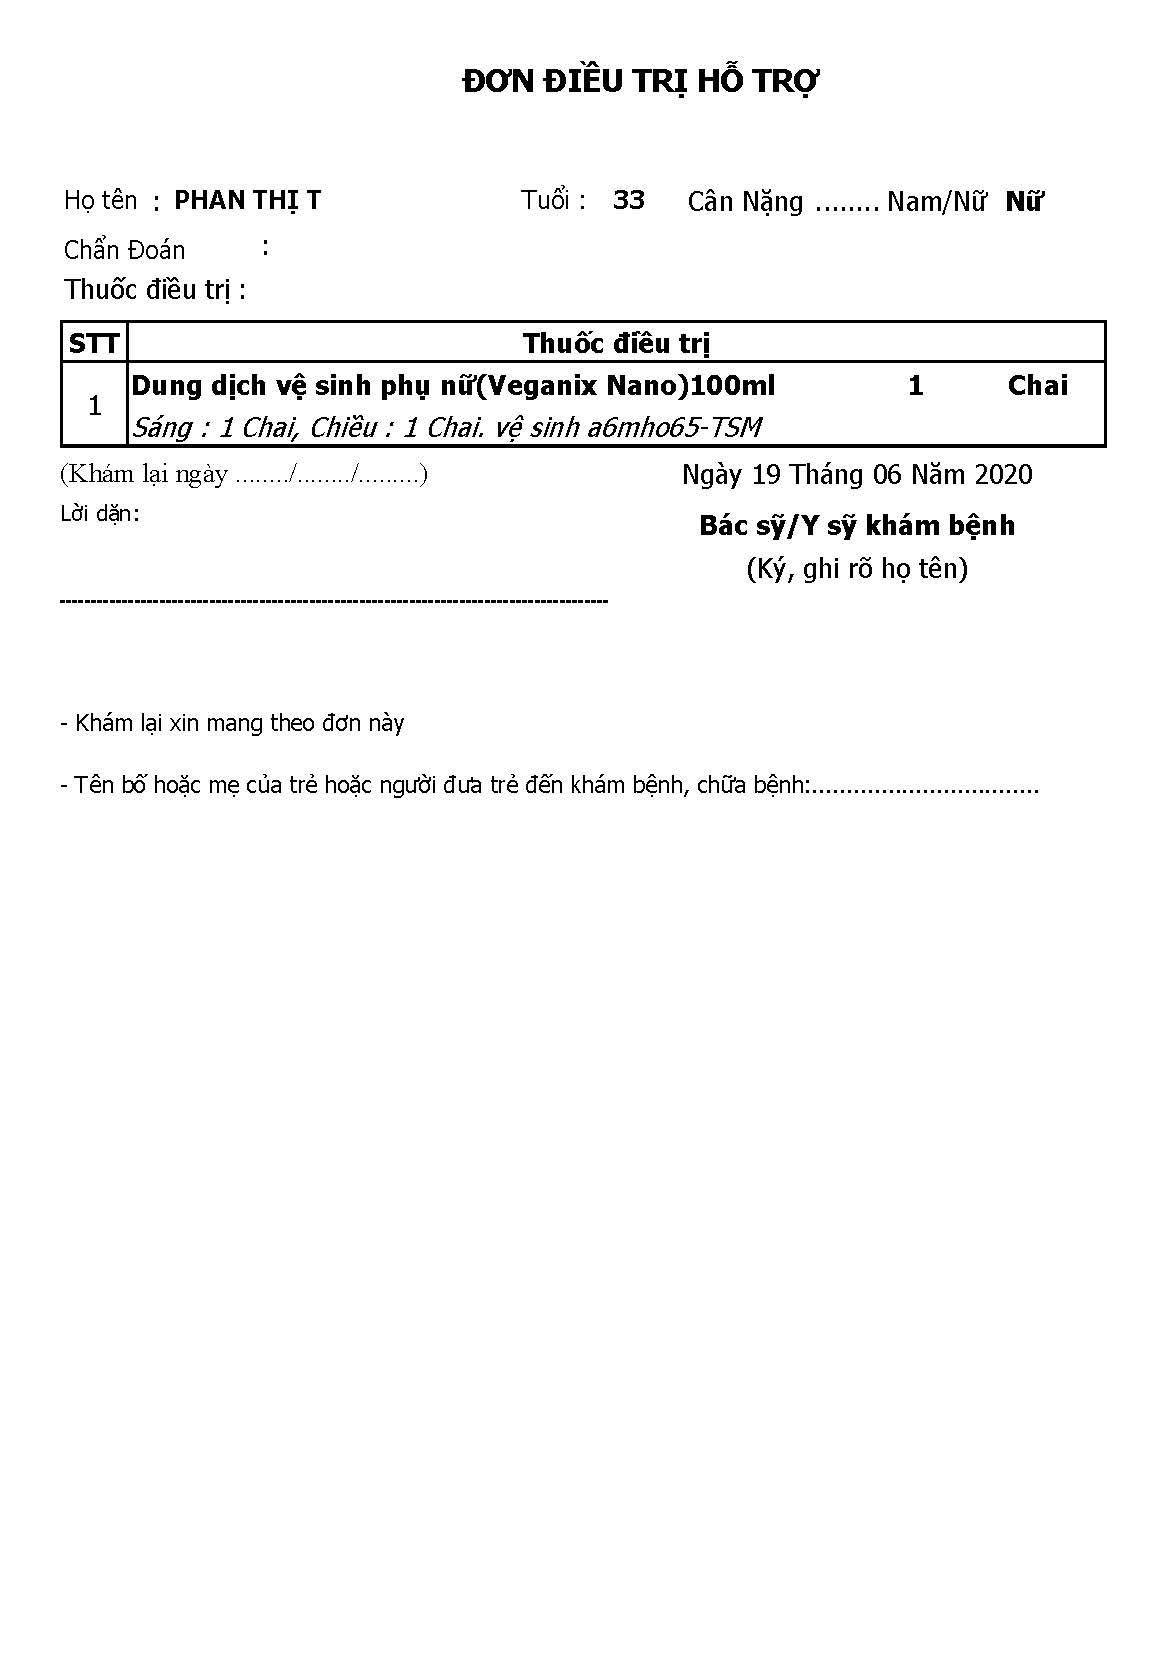 ĐƠN ĐIỀU TRỊ HỖ TRỢ
Họ tên : PHAN THỊ T Tuổi : 33 Cân Nặng ........ Nam/Nữ Nữ
Chẩn Đoán :
Thuốc điều trị :
STT Thuốc điều trị
1 Dung dịch vệ sinh phụ nữ(Veganix Nano)100ml 1 Chai
Sáng : 1 Chai, Chiều : 1 Chai. vệ sinh a6mho65-TSM
(Khám lại ngày ......../......../.........) Ngày 19 Tháng 06 Năm 2020
Lời dặn:
Bác sỹ/Y sỹ khám bệnh
(Ký, ghi rõ họ tên)
- Khám lại xin mang theo đơn này
- Tên bố hoặc mẹ của trẻ hoặc người đưa trẻ đến khám bệnh, chữa bệnh:.................................